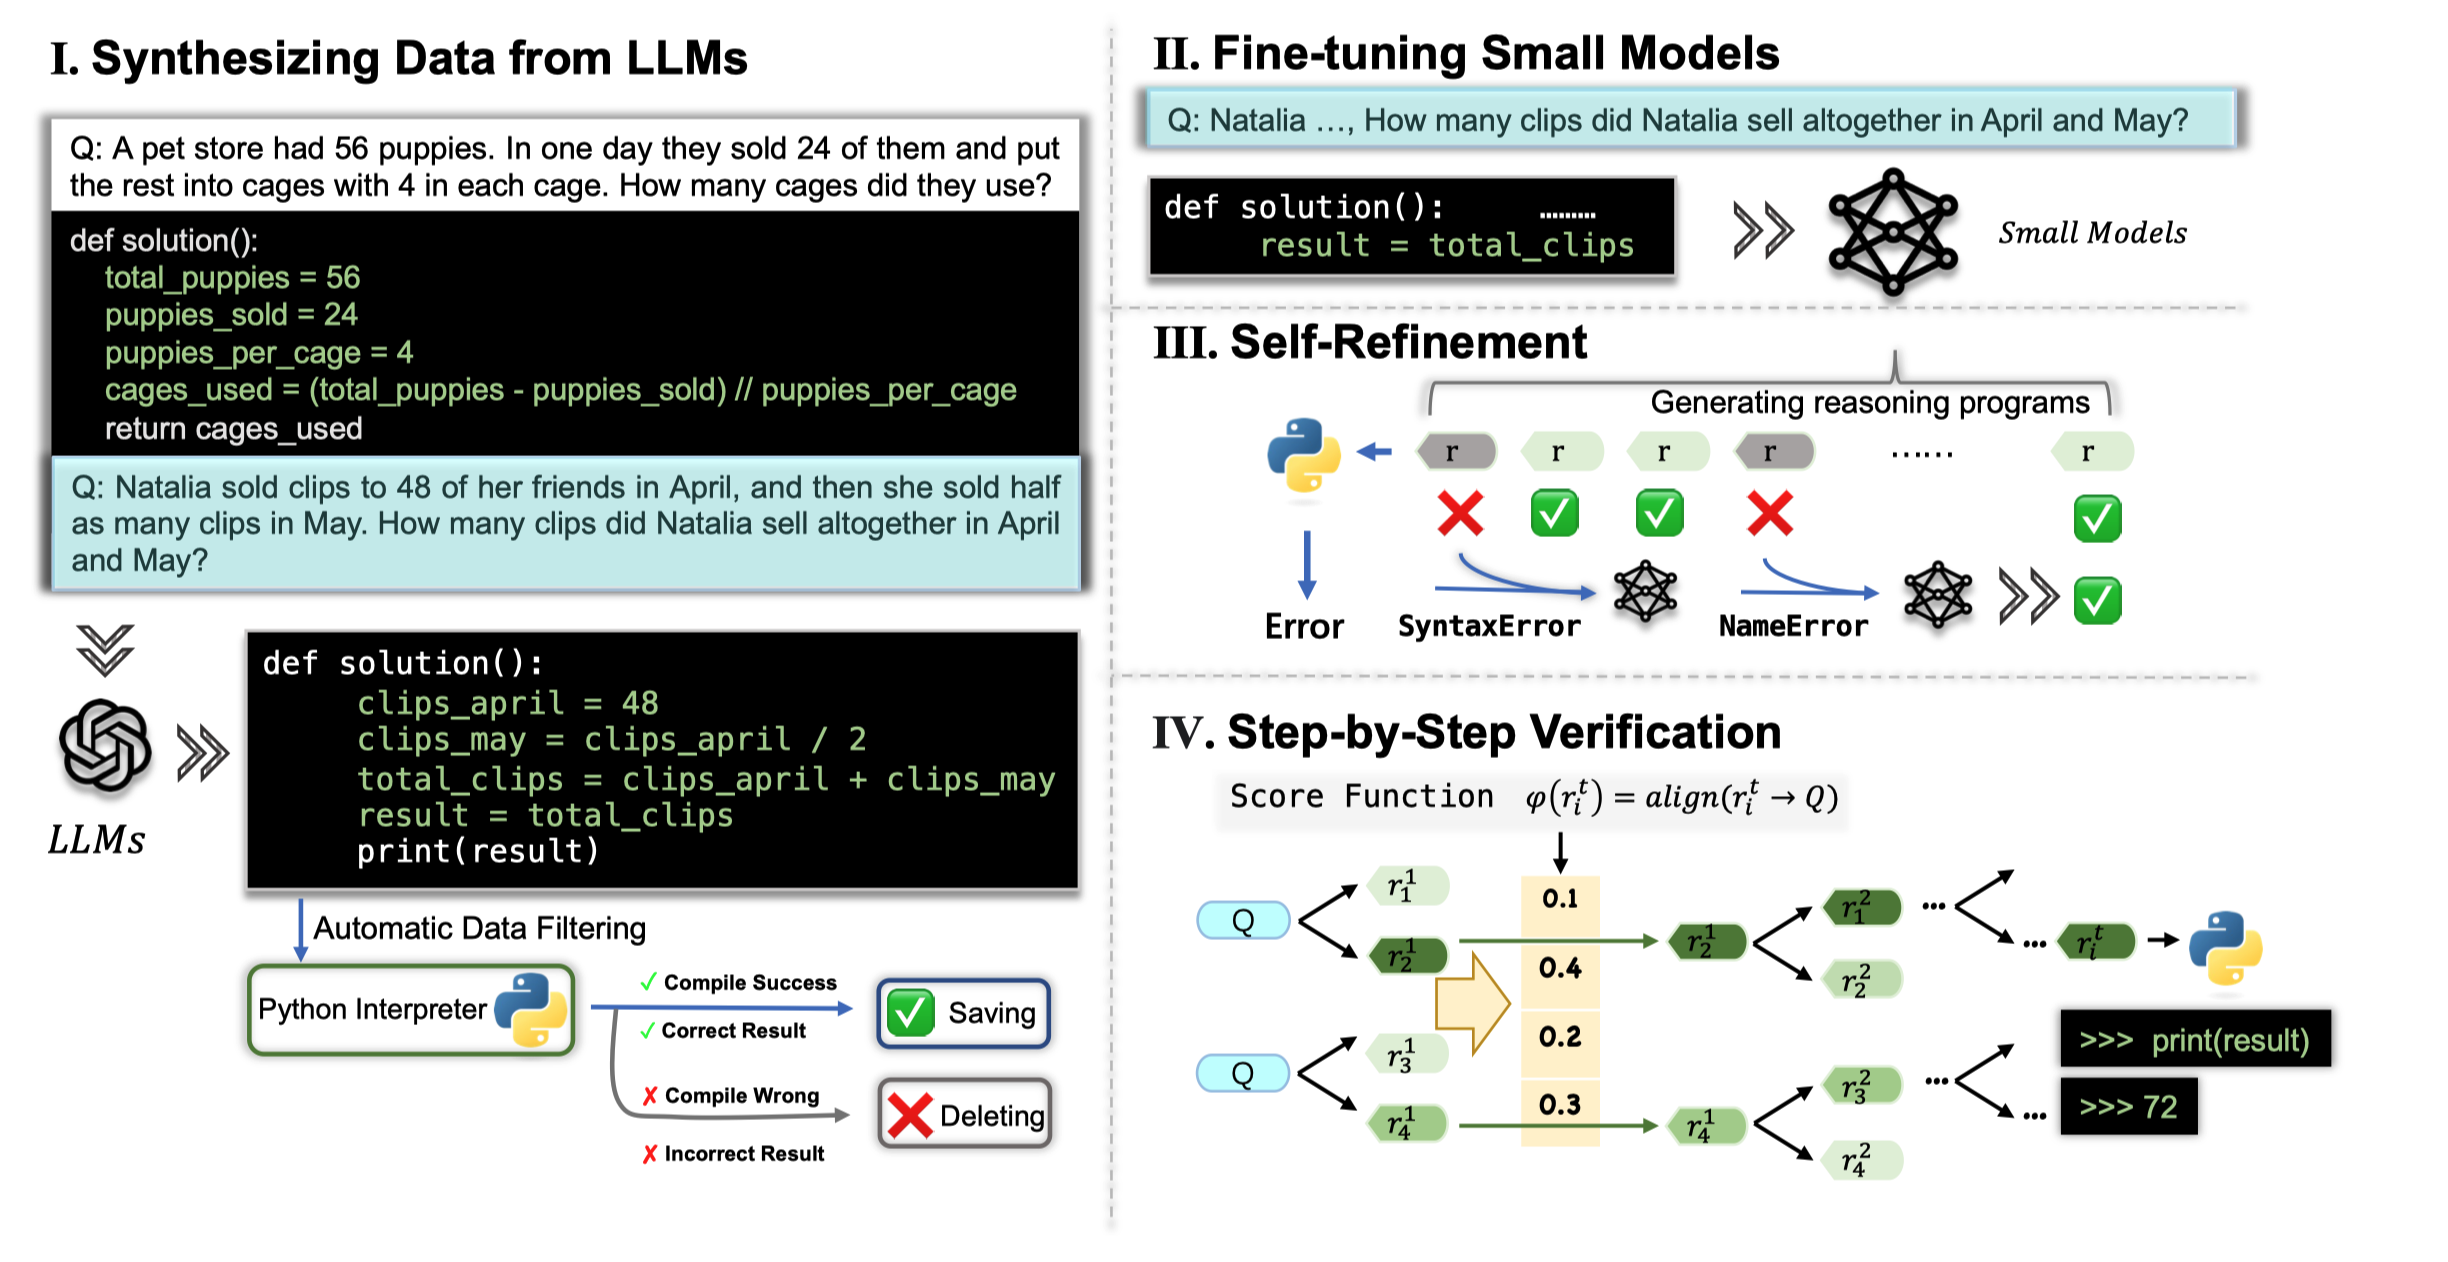 I. Synthesizing Data from LLMs
Q: A pet store had 56 puppies. In one day they sold 24 of them and put
the rest into cages with 4 in each cage. How many cages did they use?
def solution():
total_puppies = 56
puppies_sold = 24
puppies_per_cage = 4
cages_used = (total_puppies - puppies_sold) // puppies_per_cage
return cages_used
Q: Natalia sold clips to 48 of her friends in April, and then she sold half
as many clips in May. How many clips did Natalia sell altogether in April
and May?
LLMs
def solution():
clips_april = 48
clips_may = clips_april / 2
total_clips = clips_april + clips_may
result = total_clips
print(result)
Automatic Data Filtering
Python Interpreter
✓ Compile Success
✓ Correct Result
✗ Compile Wrong
✗ Incorrect Result
Saving
Deleting
II. Fine-tuning Small Models
Q: Natalia …, How many clips did Natalia sell altogether in April and May?
def solution(): ………
result = total_clips
Small Models
III. Self-Refinement
Generating reasoning programs
r r r r …… r
Error SyntaxError NameError
IV. Step-by-Step Verification
Score Function φ(r_i^t) = align(r_i^t → Q)
Q r_1^1 0.1 r_1^2 ...
r_2^1 r_2^1 ... r_i^t
0.4 r_2^2
Q r_3^1 0.2 r_3^2 ...
r_4^1 0.3 r_4^1 ...
r_4^2
>>> print(result)
>>> 72